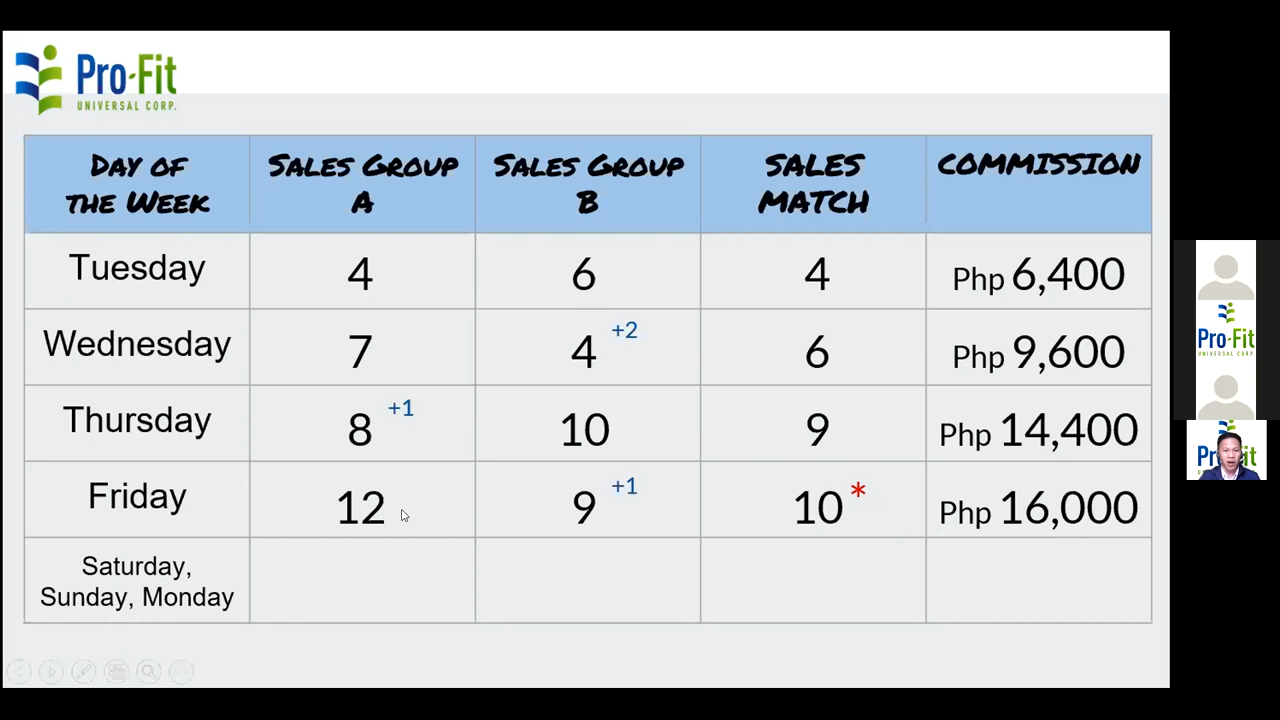 Pro-Fit
UNIVERSAL CORP.
DAY OF THE WEEK SALES GROUP A SALES GROUP B SALES MATCH COMMISSION
Tuesday 4 6 4 Php 6,400
Wednesday 7 4 +2 6 Php 9,600
Thursday 8 +1 10 9 Php 14,400
Friday 12 9 +1 10 * Php 16,000
Saturday,
Sunday, Monday
Pro-Fit
UNIVERSAL CORP.